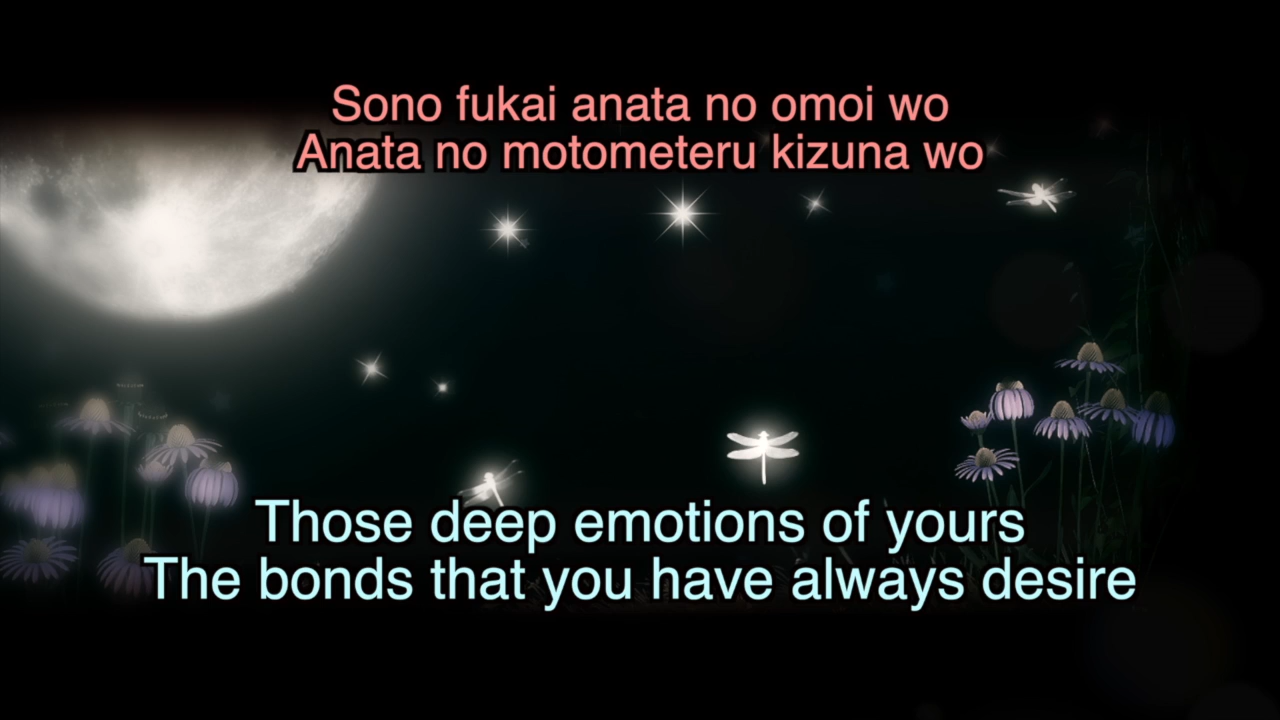 Sono fukai anata no omoi wo
Anata no motometeru kizuna wo
Those deep emotions of yours
The bonds that you have always desire